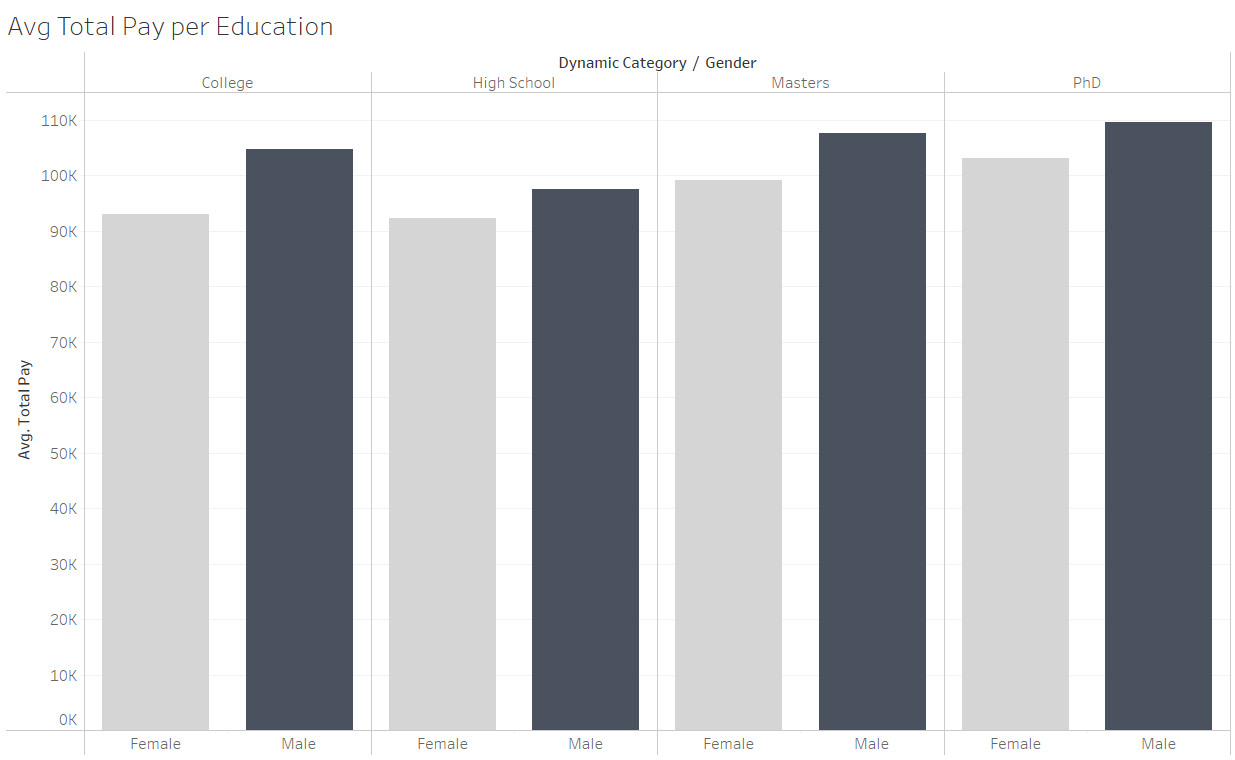 Avg Total Pay per Education
Dynamic Category / Gender
College High School Masters PhD
Avg. Total Pay
110K
100K
90K
80K
70K
60K
50K
40K
30K
20K
10K
0K
Female Male Female Male Female Male Female Male